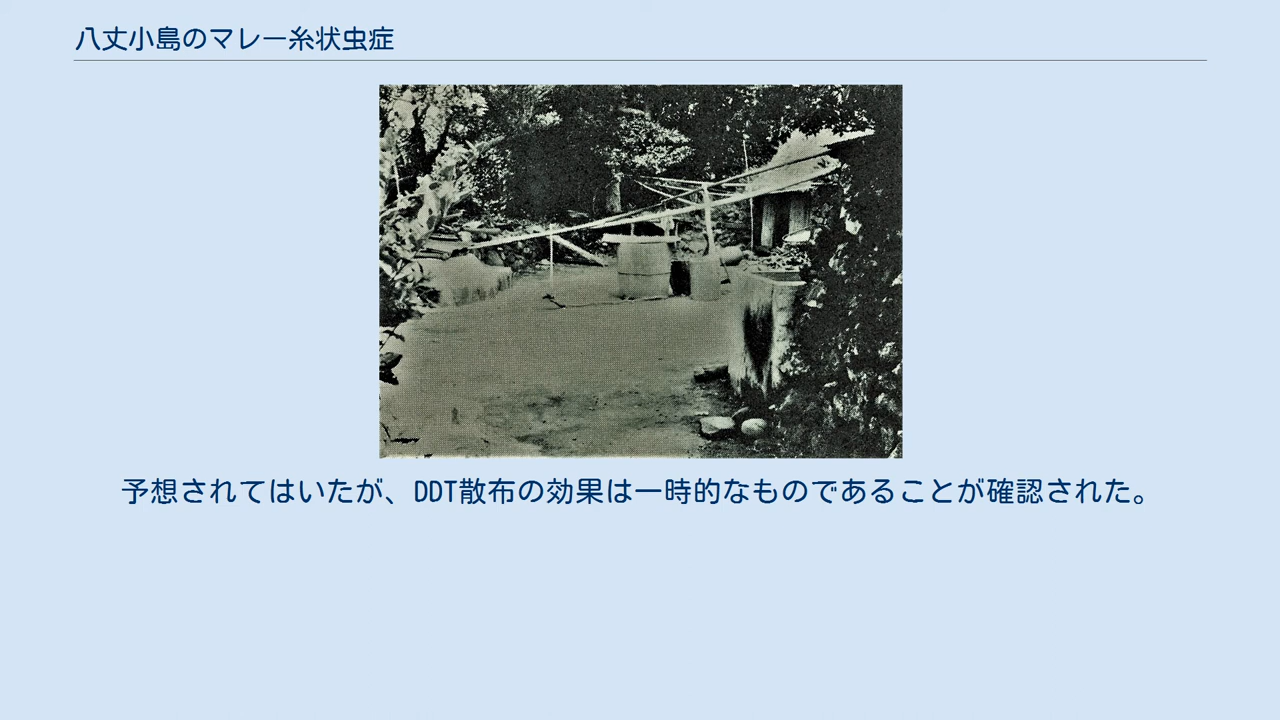 八丈小島のマレー糸状虫症
予想されてはいたが、DDT散布の効果は一時的なものであることが確認された。